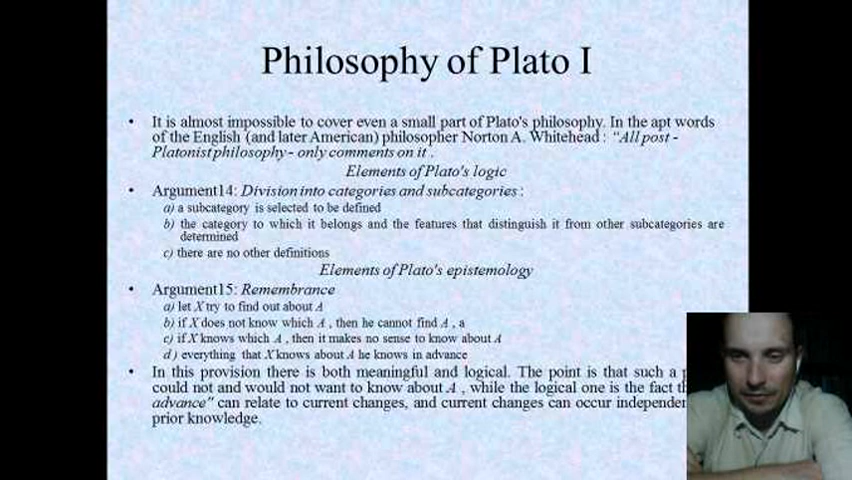 Philosophy of Plato I
• It is almost impossible to cover even a small part of Plato's philosophy. In the apt words
of the English (and later American) philosopher Norton A. Whitehead : "All post -
Platonist philosophy - only comments on it .
Elements of Plato's logic
• Argument14: Division into categories and subcategories :
a) a subcategory is selected to be defined
b) the category to which it belongs and the features that distinguish it from other subcategories are
determined
c) there are no other definitions
Elements of Plato's epistemology
• Argument15: Remembrance
a) let X try to find out about A
b) if X does not know which A , then he cannot find A , a
c) if X knows which A , then it makes no sense to know about A
d ) everything that X knows about A he knows in advance
• In this provision there is both meaningful and logical. The point is that such a
could not and would not want to know about A , while the logical one is the fact
advance" can relate to current changes, and current changes can occur
prior knowledge.